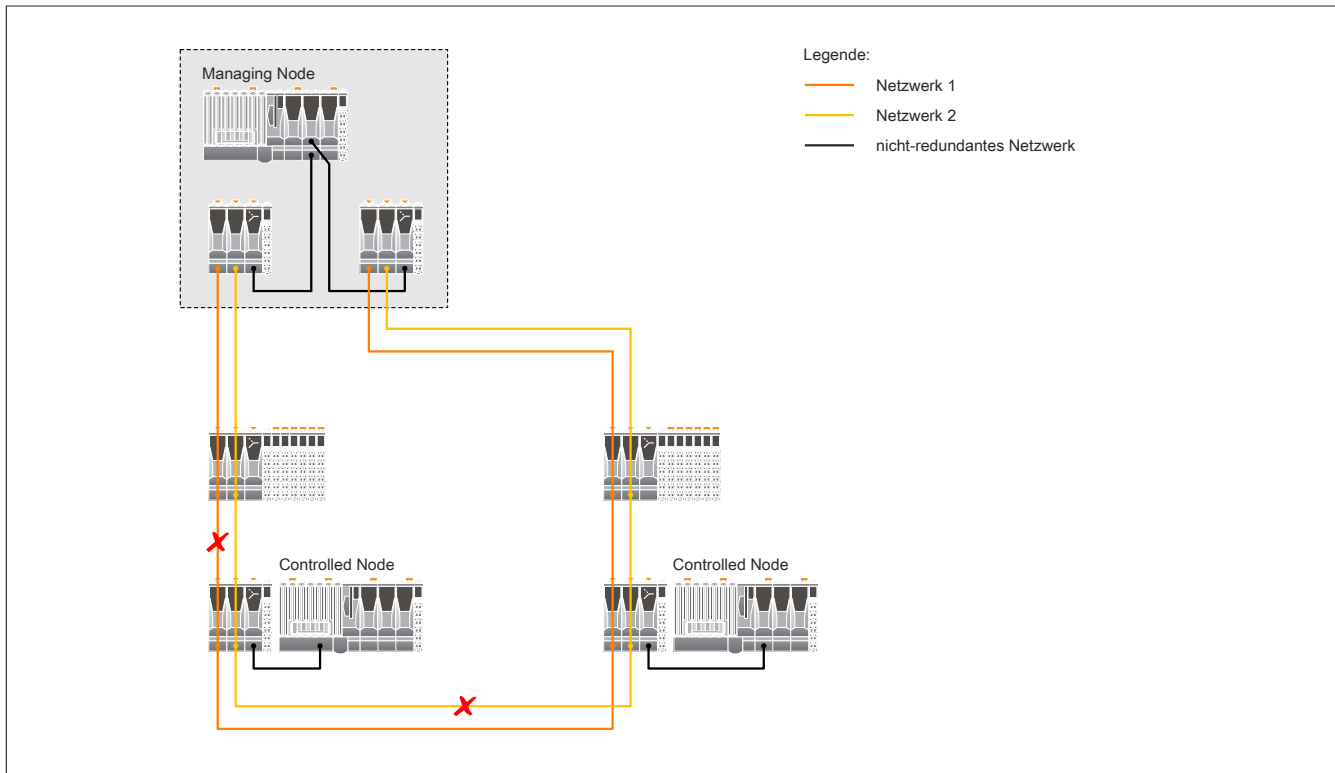 Managing Node
Legende:
Netzwerk 1
Netzwerk 2
nicht-redundantes Netzwerk
Controlled Node
Controlled Node